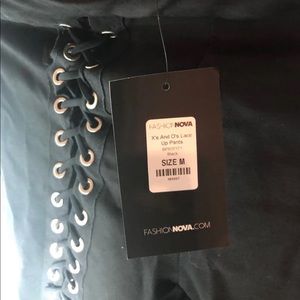 FASHIONNOVA
X's And O's Lace
Up Pants
Black
SIZE M
FASHIONNOVA.COM